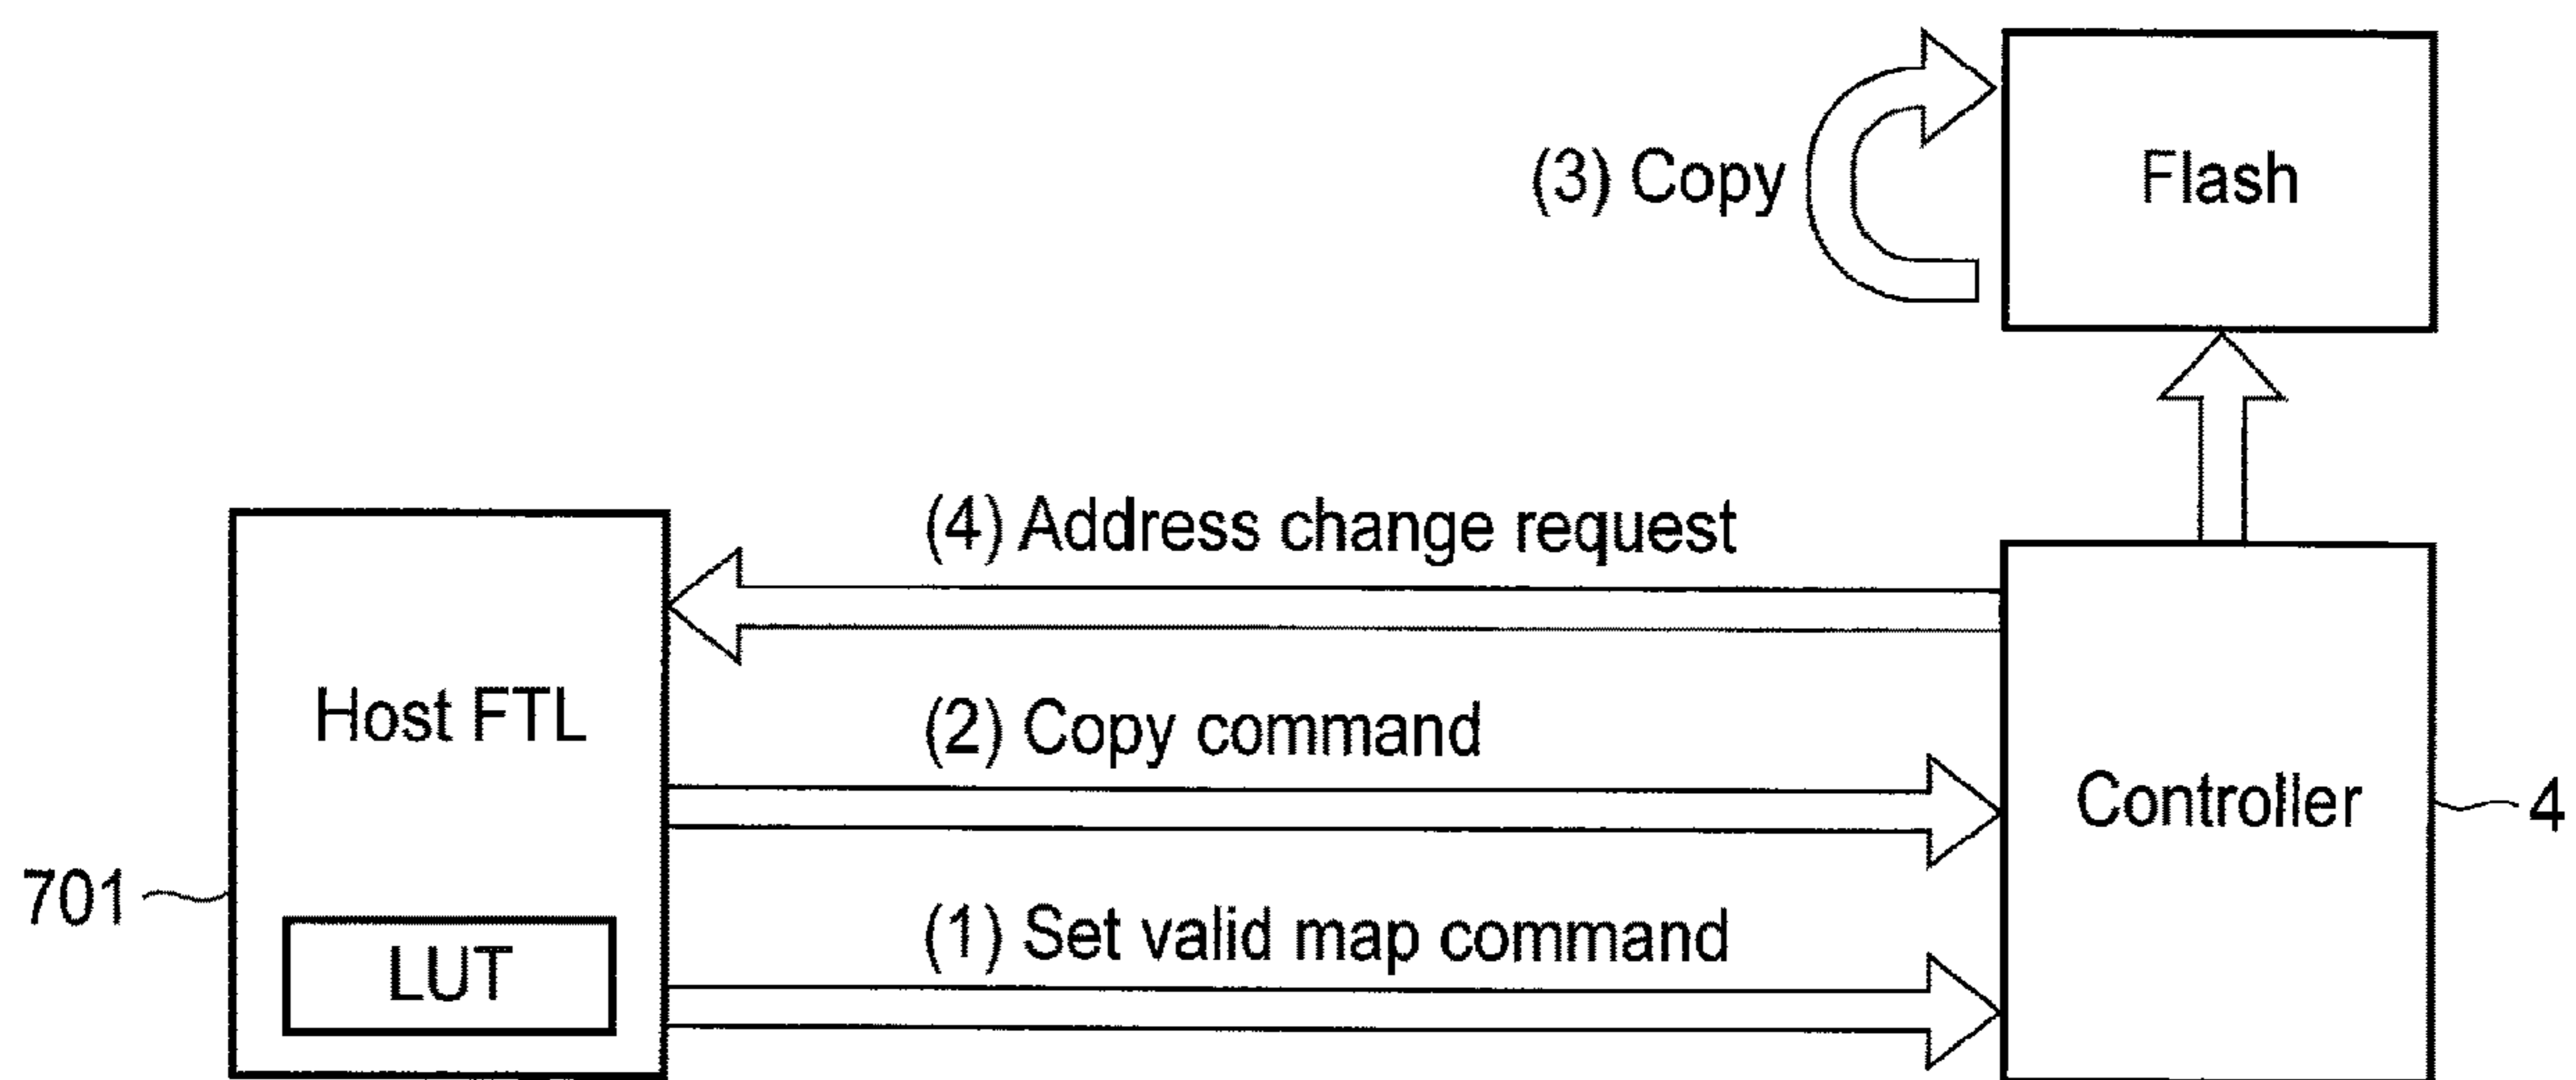 (3) Copy
Flash
(4) Address change request
Host FTL
(2) Copy command
Controller
4
701
(1) Set valid map command
LUT